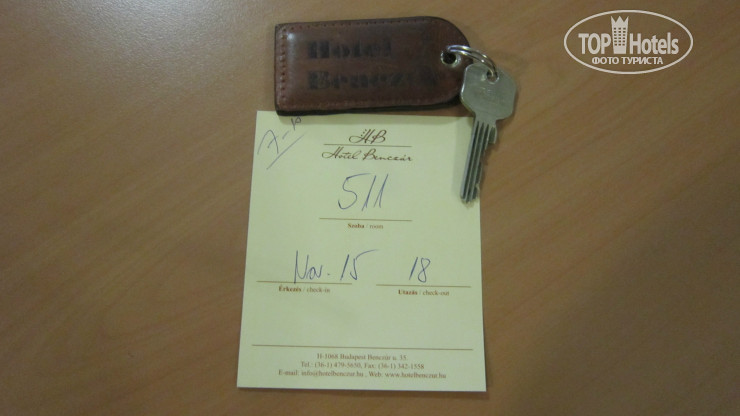 TOP Hotels
ФОТО ТУРИСТА
Hotel
Benczúr
HB
Hotel Benczúr
511
Szoba / room
Nov. 15
18
Érkezés / check-in
Utazás / check-out
H-1068 Budapest Benczúr u. 35.
Tel.: (36-1) 479-5650, Fax: (36-1) 342-1558
E-mail: info@hotelbenczur.hu, Web: www.hotelbenczur.hu